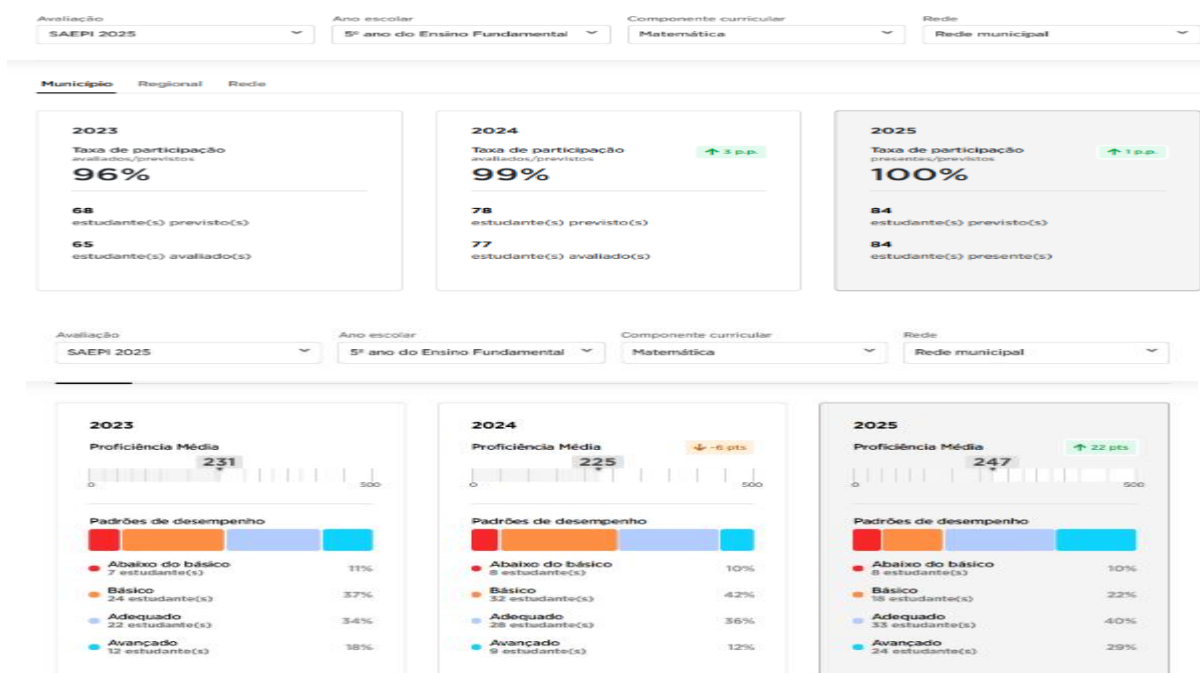 Avaliação Ano escolar Componente curricular Rede
SAEPI 2025 5º ano do Ensino Fundamental Matemática Rede municipal
Município Regional Rede
2023
Taxa de participação
avaliados/previstos
96%
68
estudante(s) previsto(s)
65
estudante(s) avaliado(s)
2024
Taxa de participação
avaliados/previstos
↑ 3 p.p.
99%
78
estudante(s) previsto(s)
77
estudante(s) avaliado(s)
2025
Taxa de participação
presentes/previstos
↑ 1 p.p.
100%
84
estudante(s) previsto(s)
84
estudante(s) presente(s)
Avaliação Ano escolar Componente curricular Rede
SAEPI 2025 5º ano do Ensino Fundamental Matemática Rede municipal
2023
Proficiência Média
231
0 500
Padrões de desempenho
Abaixo do básico
7 estudante(s) 11%
Básico
24 estudante(s) 37%
Adequado
22 estudante(s) 34%
Avançado
12 estudante(s) 18%
2024
Proficiência Média ↓ -6 pts
225
0 500
Padrões de desempenho
Abaixo do básico
8 estudante(s) 10%
Básico
32 estudante(s) 42%
Adequado
28 estudante(s) 36%
Avançado
9 estudante(s) 12%
2025
Proficiência Média ↑ 22 pts
247
0 500
Padrões de desempenho
Abaixo do básico
8 estudante(s) 10%
Básico
18 estudante(s) 22%
Adequado
33 estudante(s) 40%
Avançado
24 estudante(s) 29%